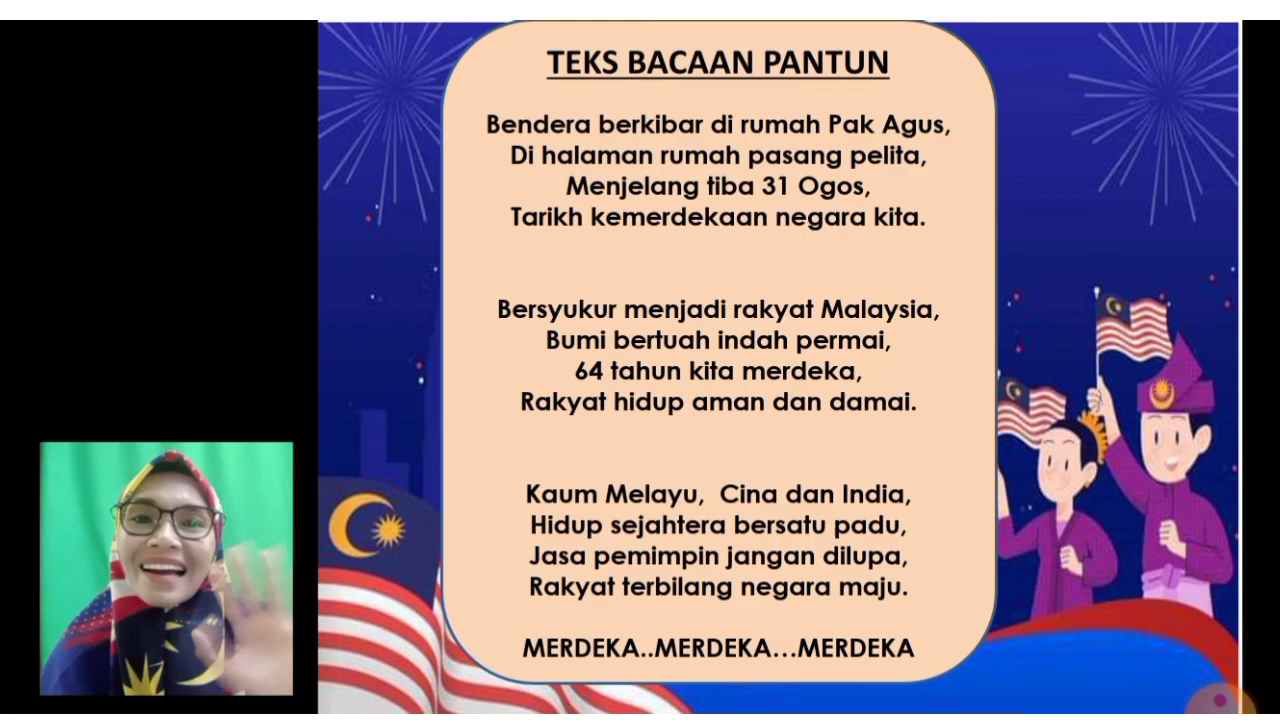 TEKS BACAAN PANTUN
Bendera berkibar di rumah Pak Agus,
Di halaman rumah pasang pelita,
Menjelang tiba 31 Ogos,
Tarikh kemerdekaan negara kita.
Bersyukur menjadi rakyat Malaysia,
Bumi bertuah indah permai,
64 tahun kita merdeka,
Rakyat hidup aman dan damai.
Kaum Melayu, Cina dan India,
Hidup sejahtera bersatu padu,
Jasa pemimpin jangan dilupa,
Rakyat terbilang negara maju.
MERDEKA..MERDEKA...MERDEKA